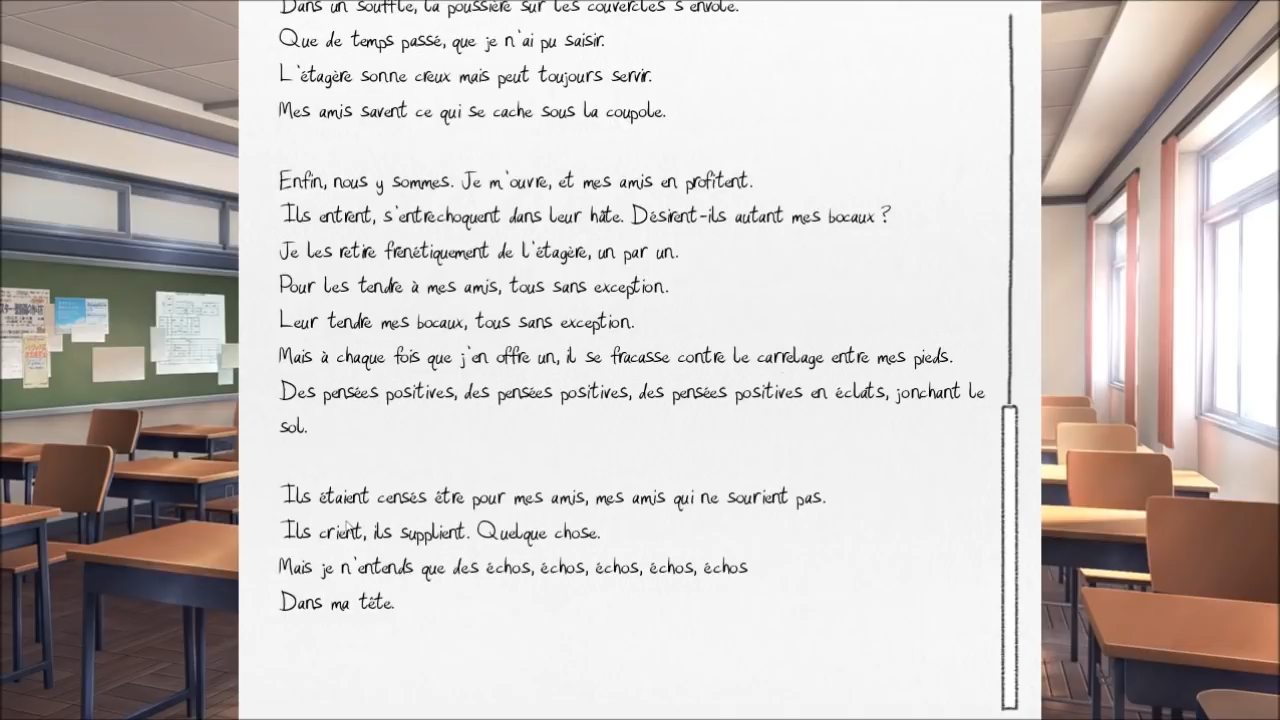 Dans un souffle, la poussière sur les couvercles s'envole.
Que de temps passé, que je n'ai pu saisir.
L'étagère sonne creux mais peut toujours servir.
Mes amis savent ce qui se cache sous la coupole.
Enfin, nous y sommes. Je m'ouvre, et mes amis en profitent.
Ils entrent, s'entrechoquent dans leur hâte. Désirent-ils autant mes bocaux ?
Je les retire frénétiquement de l'étagère, un par un.
Pour les tendre à mes amis, tous sans exception.
Leur tendre mes bocaux, tous sans exception.
Mais à chaque fois que j'en offre un, il se fracasse contre le carrelage entre mes pieds.
Des pensées positives, des pensées positives, des pensées positives en éclats, jonchant le
sol.
Ils étaient censés être pour mes amis, mes amis qui ne sourient pas.
Ils crient, ils supplient. Quelque chose.
Mais je n'entends que des échos, échos, échos, échos, échos
Dans ma tête.